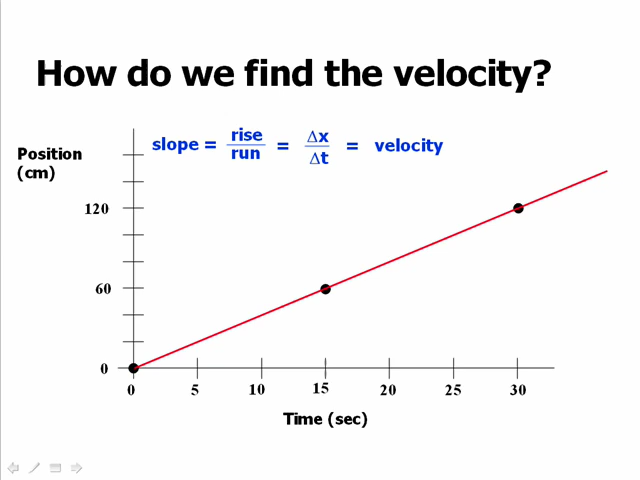 How do we find the velocity?
slope = rise/run = Δx/Δt = velocity
Position
(cm)
120
60
0
0 5 10 15 20 25 30
Time (sec)